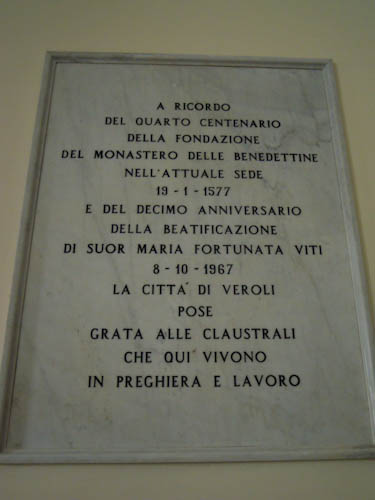 A RICORDO
DEL QUARTO CENTENARIO
DELLA FONDAZIONE
DEL MONASTERO DELLE BENEDETTINE
NELL'ATTUALE SEDE
19-1-1577
E DEL DECIMO ANNIVERSARIO
DELLA BEATIFICAZIONE
DI SUOR MARIA FORTUNATA VITI
8-10-1967
LA CITTA' DI VEROLI
POSE
GRATA ALLE CLAUSTRALI
CHE QUI' VIVONO
IN PREGHIERA E LAVORO